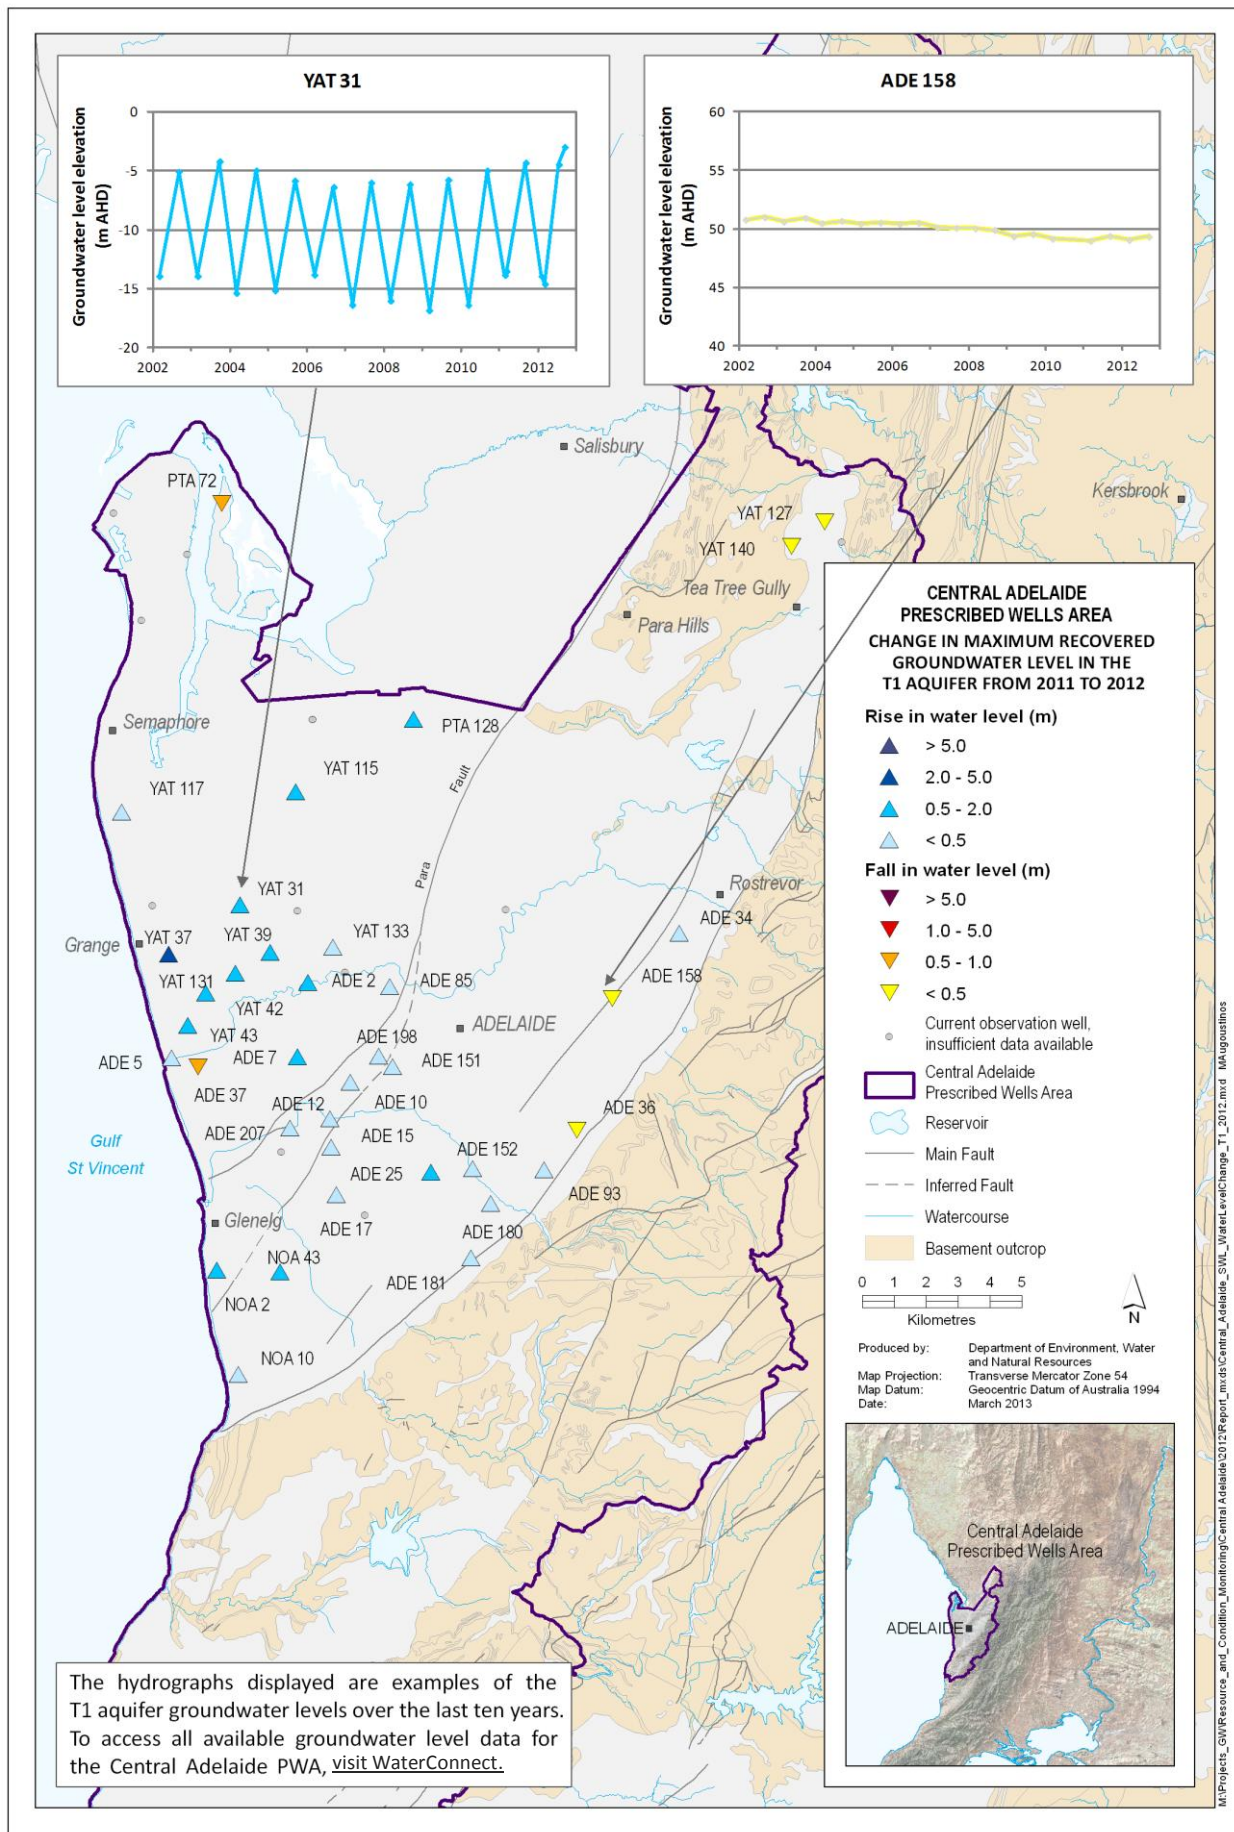 YAT 31
Groundwater level elevation
(m AHD)
0
-5
-10
-15
-20
2002
2004
2006
2008
2010
2012
ADE 158
Groundwater level elevation
(m AHD)
60
55
50
45
40
2002
2004
2006
2008
2010
2012
Salisbury
PTA 72
Kersbrook
YAT 127
YAT 140
Tea Tree Gully
Para Hills
Semaphore
PTA 128
YAT 115
YAT 117
Fault
Para
YAT 31
Rostrevor
ADE 34
Grange
YAT 37
YAT 39
YAT 133
ADE 2
ADE 85
ADE 158
YAT 131
YAT 42
YAT 43
ADELAIDE
ADE 5
ADE 7
ADE 198
ADE 151
ADE 37
ADE 12
ADE 10
ADE 36
ADE 207
ADE 15
ADE 152
Gulf
St Vincent
ADE 25
ADE 93
Glenelg
ADE 17
ADE 180
NOA 43
ADE 181
NOA 2
NOA 10
CENTRAL ADELAIDE
PRESCRIBED WELLS AREA
CHANGE IN MAXIMUM RECOVERED
GROUNDWATER LEVEL IN THE
T1 AQUIFER FROM 2011 TO 2012
Rise in water level (m)
> 5.0
2.0 - 5.0
0.5 - 2.0
< 0.5
Fall in water level (m)
> 5.0
1.0 - 5.0
0.5 - 1.0
< 0.5
Current observation well,
insufficient data available
Central Adelaide
Prescribed Wells Area
Reservoir
Main Fault
Inferred Fault
Watercourse
Basement outcrop
0 1 2 3 4 5
Kilometres
N
Produced by: Department of Environment, Water
and Natural Resources
Map Projection: Transverse Mercator Zone 54
Map Datum: Geocentric Datum of Australia 1994
Date: March 2013
Central Adelaide
Prescribed Wells Area
ADELAIDE
The hydrographs displayed are examples of the
T1 aquifer groundwater levels over the last ten years.
To access all available groundwater level data for
the Central Adelaide PWA, visit WaterConnect.
M:\Projects_GW\Resource_and_Condition_Monitoring\Central Adelaide\2012\Report_mxds\Central_Adelaide_SWL_WaterLevelChange_T1_2012.mxd MAugoustinos